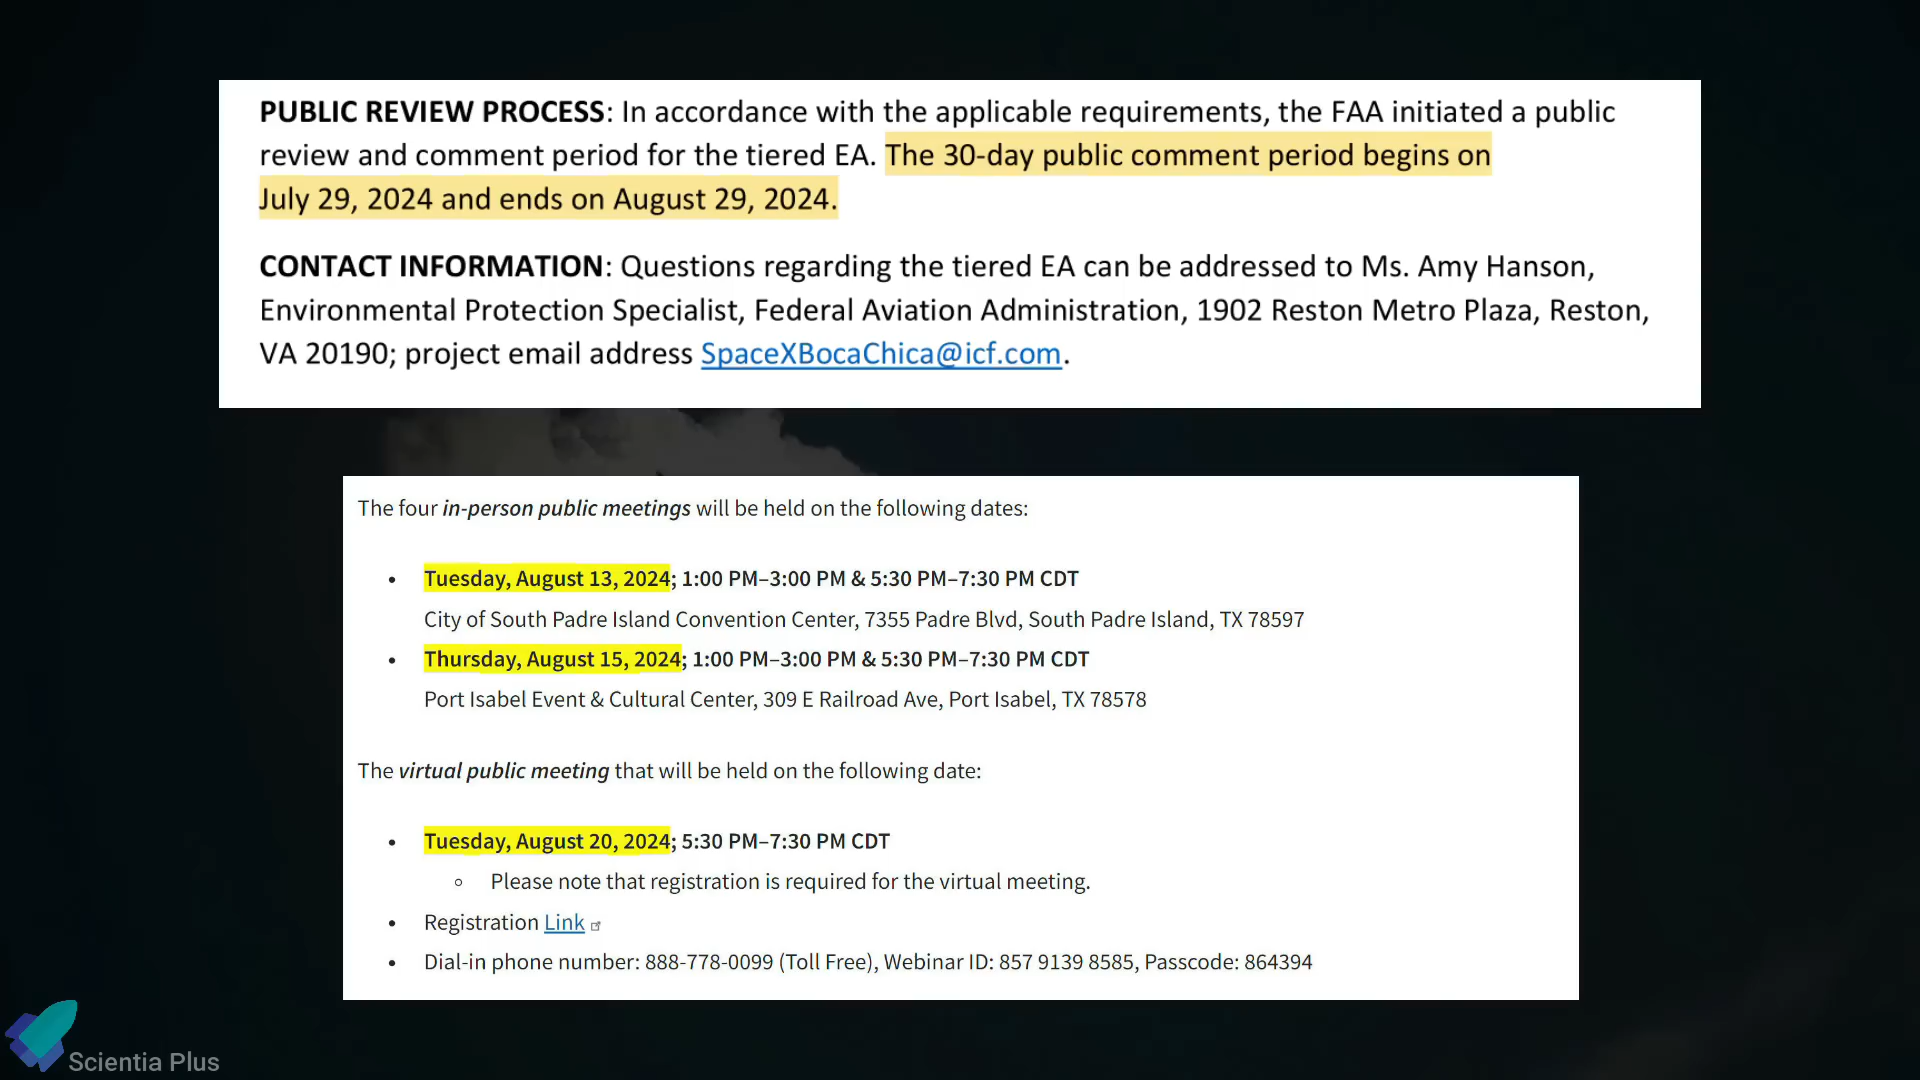 PUBLIC REVIEW PROCESS: In accordance with the applicable requirements, the FAA initiated a public
review and comment period for the tiered EA. The 30-day public comment period begins on
July 29, 2024 and ends on August 29, 2024.
CONTACT INFORMATION: Questions regarding the tiered EA can be addressed to Ms. Amy Hanson,
Environmental Protection Specialist, Federal Aviation Administration, 1902 Reston Metro Plaza, Reston,
VA 20190; project email address SpaceXBocaChica@icf.com.
The four in-person public meetings will be held on the following dates:
• Tuesday, August 13, 2024; 1:00 PM–3:00 PM & 5:30 PM–7:30 PM CDT
City of South Padre Island Convention Center, 7355 Padre Blvd, South Padre Island, TX 78597
• Thursday, August 15, 2024; 1:00 PM–3:00 PM & 5:30 PM–7:30 PM CDT
Port Isabel Event & Cultural Center, 309 E Railroad Ave, Port Isabel, TX 78578
The virtual public meeting that will be held on the following date:
• Tuesday, August 20, 2024; 5:30 PM–7:30 PM CDT
◦ Please note that registration is required for the virtual meeting.
• Registration Link
• Dial-in phone number: 888-778-0099 (Toll Free), Webinar ID: 857 9139 8585, Passcode: 864394
Scientia Plus